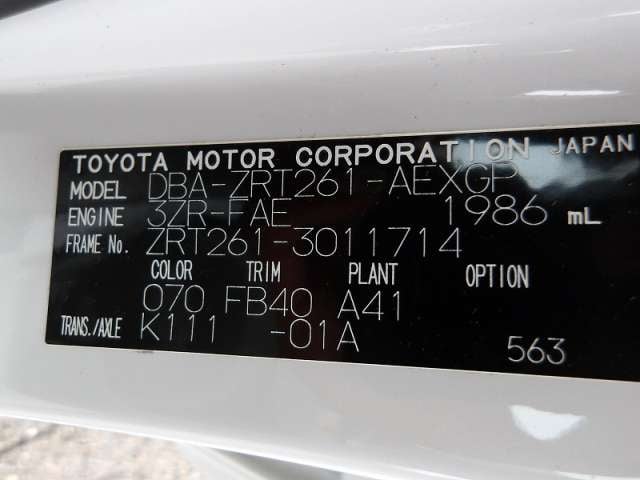 TOYOTA MOTOR CORPORATION JAPAN
MODEL DBA-ZRT261-AEXGP
ENGINE 3ZR-FAE 1986 mL
FRAME No. ZRT261-3011714
COLOR TRIM PLANT OPTION
070 FB40 A41
TRANS./AXLE K111 -01A
563